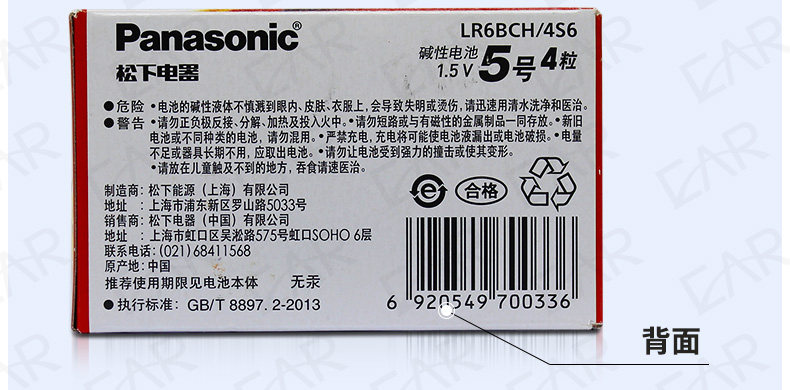 Panasonic®
松下电器
LR6BCH/4S6
碱性电池
1.5V
5号4粒
●危险 •电池的碱性液体不慎溅到眼内、皮肤、衣服上，会导致失明或烫伤，请迅速用清水洗净和医治。
●警告 •请勿正负极反接、分解、加热及投入火中。•请勿短路或与有磁性的金属制品一同存放。•新旧
电池或不同种类的电池，请勿混用。•严禁充电，充电将可能使电池液漏出或电池破损。•电量
不足或器具长期不用，应取出电池。•请勿让电池受到强力的撞击或使其变形。
•请放在儿童触及不到的地方，吞食请速医治。
制造商：松下能源（上海）有限公司
地址 ：上海市浦东新区罗山路5033号
销售商：松下电器（中国）有限公司
地址 ：上海市虹口区吴淞路575号虹口SOHO 6层
联系电话：(021)68411568
原产地：中国
推荐使用期限见电池本体 无汞
●执行标准：GB/T 8897. 2-2013
e
合格
6 920549 700336
背面
EAR